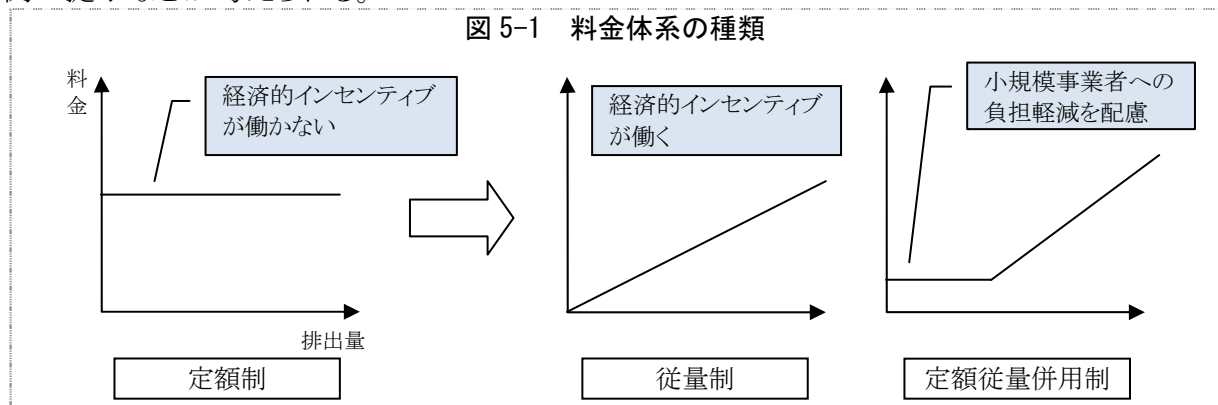 図 5-1 料金体系の種類
料
金
経済的インセンティブ
が働かない
排出量
定額制
経済的インセンティブ
が働く
従量制
小規模事業者への
負担軽減を配慮
定額従量併用制